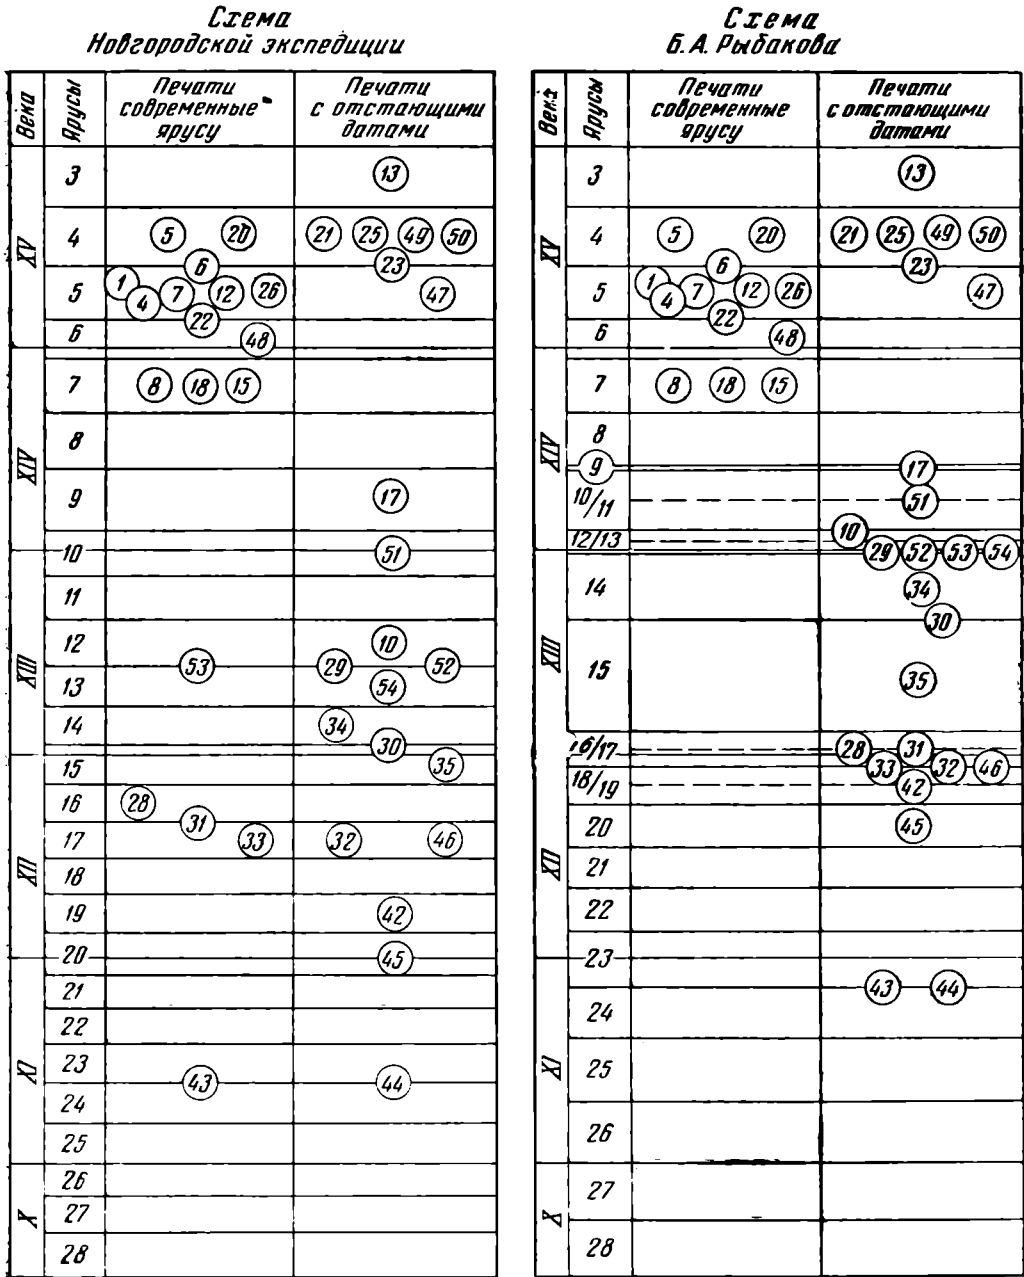 Схема
Новгородской экспедиции
Века
Ярусы
Печати
современные
ярусу
Печати
с отстающими
датами
XV
XIV
XIII
XII
XI
X
3
13
4
5 20 21 25 49 50
6 23
5
1 4 7 12 26 47
22
6
48
7
8 18 15
8
9
17
10
51
11
12
10
53 29 52
13
54
14
34
30
15
35
16
28
31
17
33 32 46
18
19
42
20
45
21
22
23
43 44
24
25
26
27
28
Схема
Б. А. Рыбакова
Века
Ярусы
Печати
современные
ярусу
Печати
с отстающими
датами
XV
XIV
XIII
XII
XI
X
3
13
4
5 20 21 25 49 50
6 23
5
1 4 7 12 26 47
22
6
48
7
8 18 15
8
9
17
10/11
51
10
12/13
29 52 53 54
14
34
30
15
35
16/17
28 31
33 32 46
18/19
42
20
45
21
22
23
43 44
24
25
26
27
28